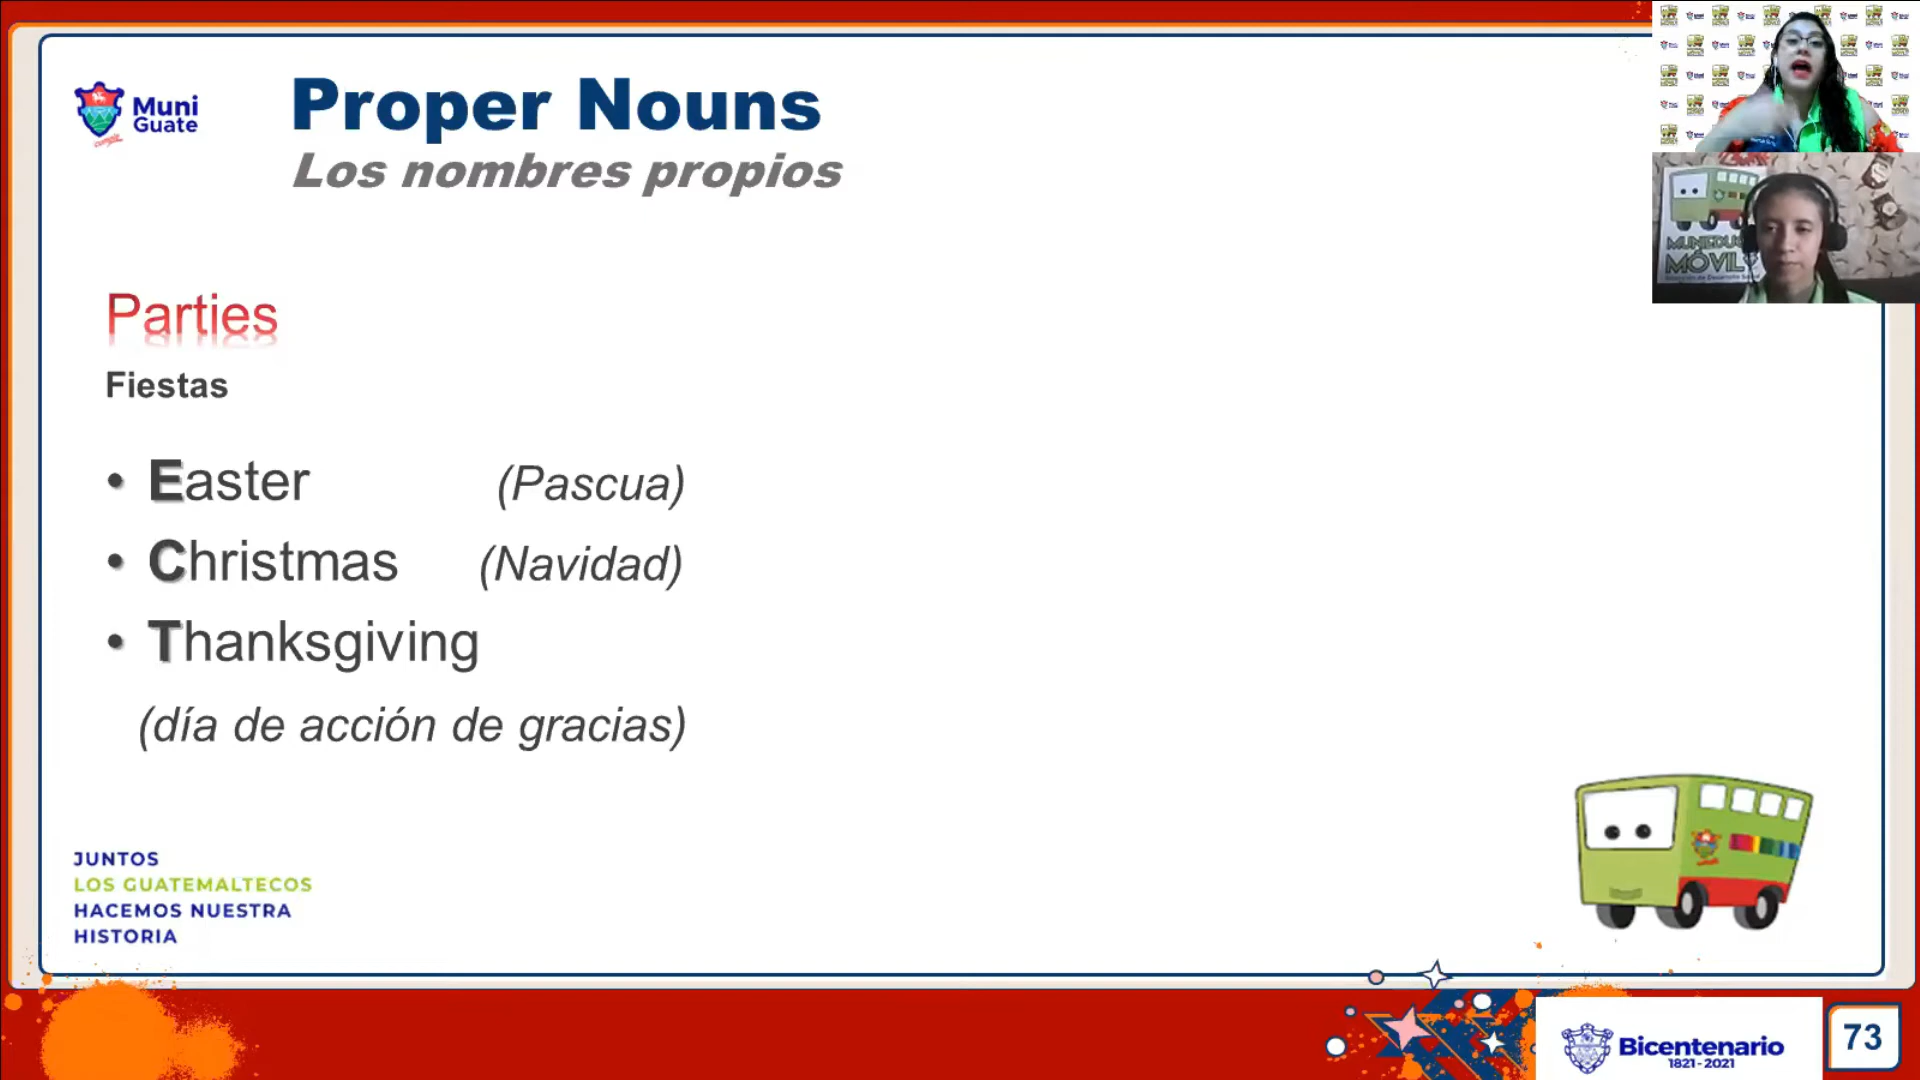 Muni
Guate
Proper Nouns
Los nombres propios
Parties
Fiestas
• Easter (Pascua)
• Christmas (Navidad)
• Thanksgiving
(día de acción de gracias)
JUNTOS
LOS GUATEMALTECOS
HACEMOS NUESTRA
HISTORIA
MÓVIL
Bicentenario
1821-2021
73